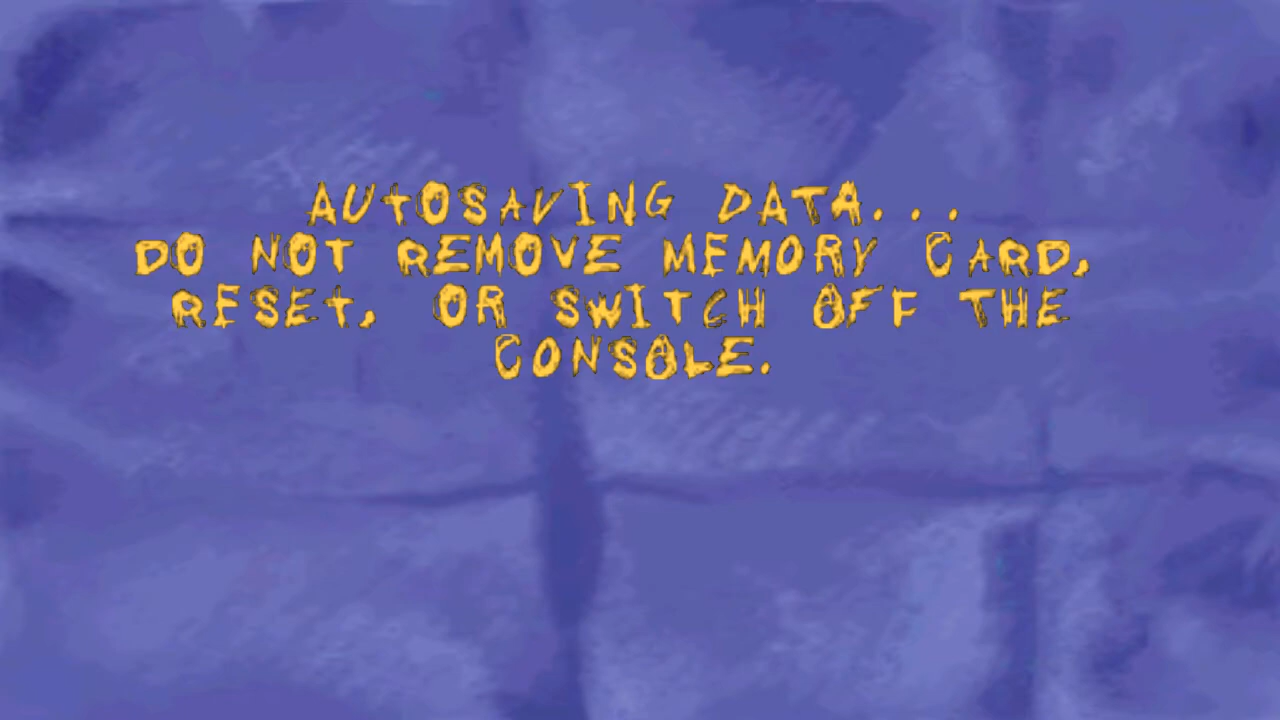 AUTOSAVING DATA...
DO NOT REMOVE MEMORY CARD,
RESET, OR SWITCH OFF THE
CONSOLE.